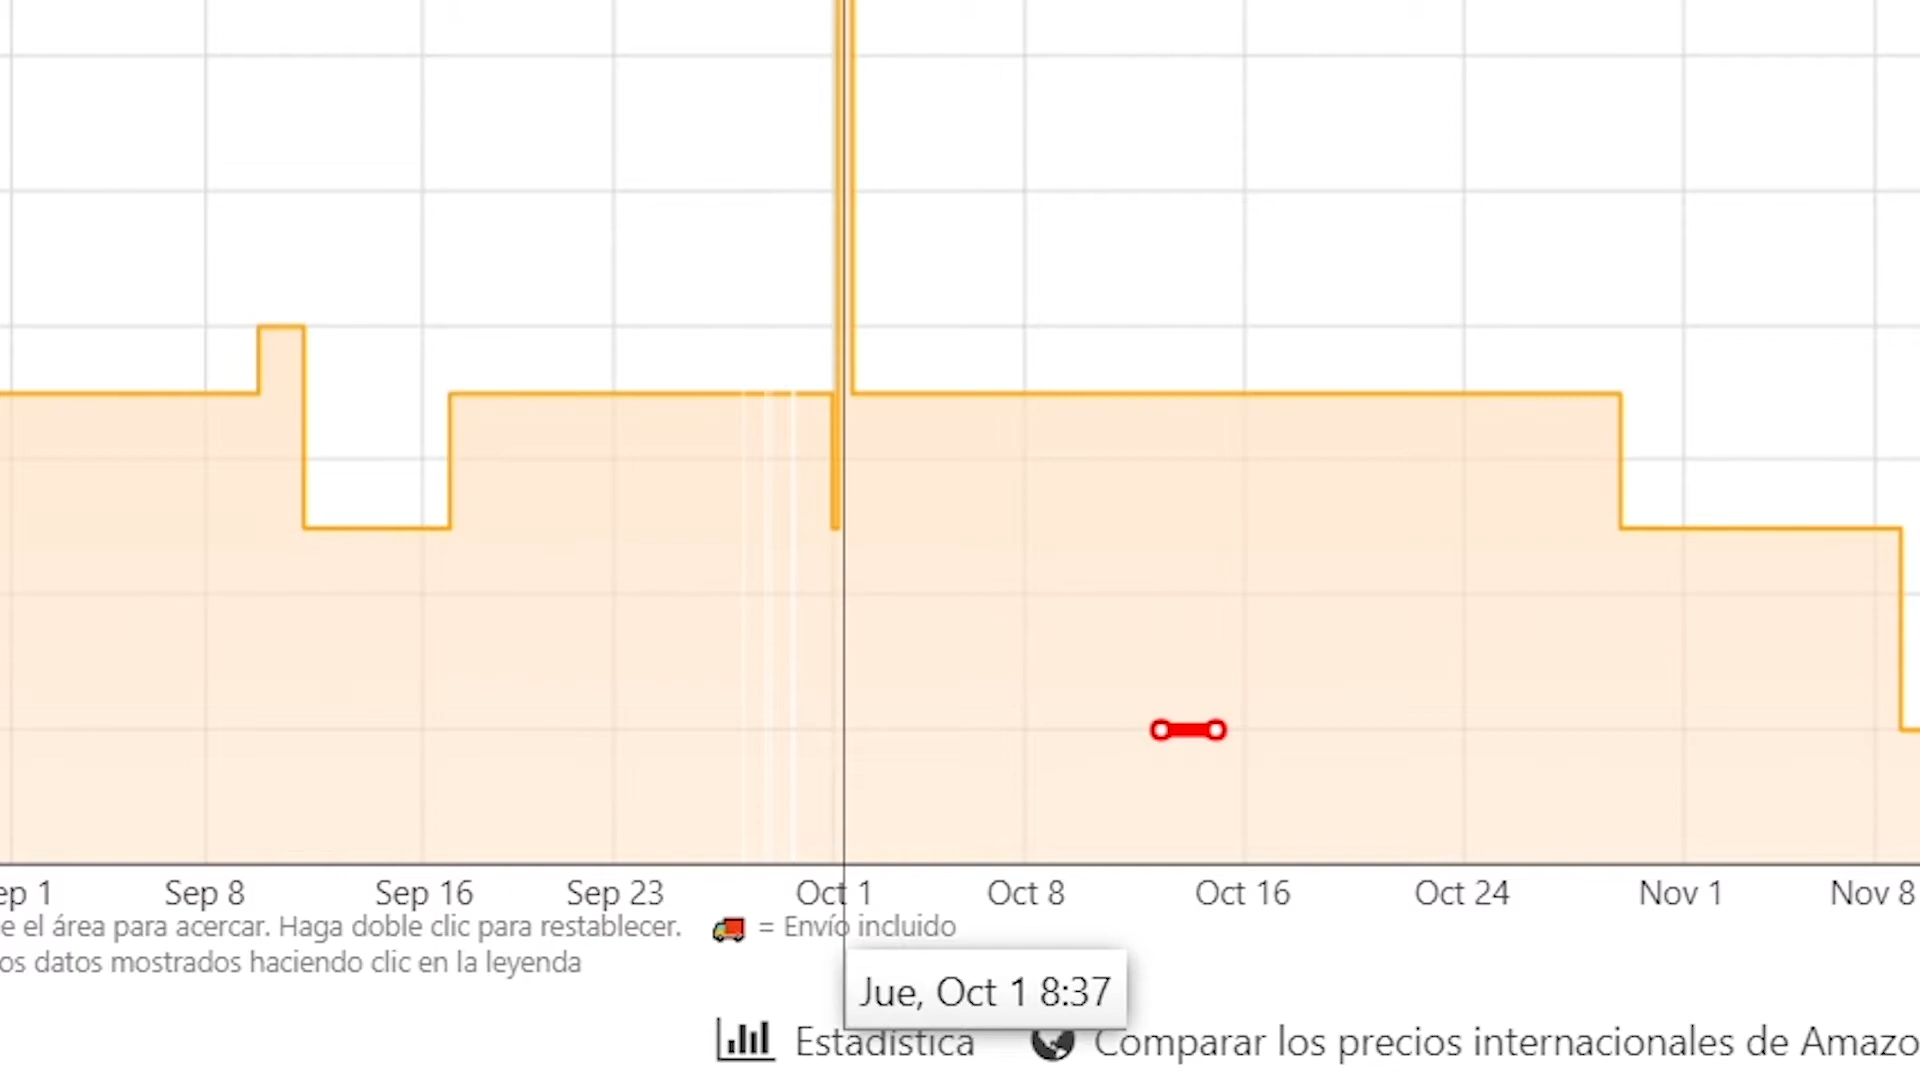 ep 1 Sep 8 Sep 16 Sep 23 Oct 1 Oct 8 Oct 16 Oct 24 Nov 1 Nov 8
e el área para acercar. Haga doble clic para restablecer. = Envío incluido
os datos mostrados haciendo clic en la leyenda
Jue, Oct 1 8:37
Estadística Comparar los precios internacionales de Amazo